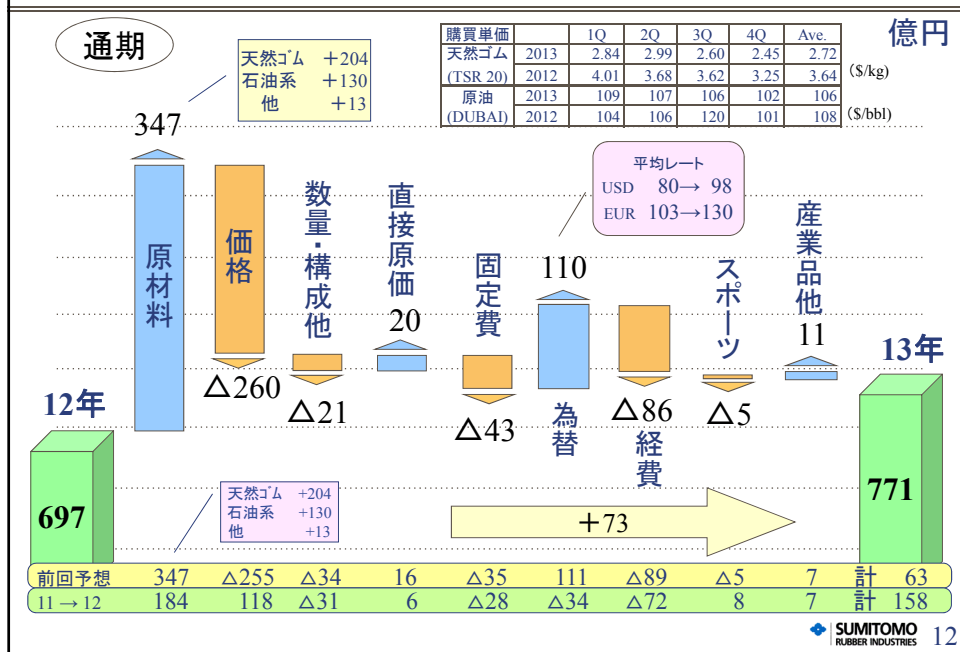 通期
億円
購買単価 1Q 2Q 3Q 4Q Ave.
天然ゴム 2013 2.84 2.99 2.60 2.45 2.72
(TSR 20) 2012 4.01 3.68 3.62 3.25 3.64 ($/kg)
原油 2013 109 107 106 102 106
(DUBAI) 2012 104 106 120 101 108 ($/bbl)
天然ゴム +204
石油系 +130
他 +13
平均レート
USD 80→ 98
EUR 103→130
12年
697
347
原材料
価格
△260
数量・構成他
△21
直接原価
20
固定費
△43
110
為替
△86
経費
スポーツ
△5
産業品他
11
13年
771
天然ゴム +204
石油系 +130
他 +13
+73
前回予想 347 △255 △34 16 △35 111 △89 △5 7 計 63
11→12 184 118 △31 6 △28 △34 △72 8 7 計 158
SUMITOMO
RUBBER INDUSTRIES
12